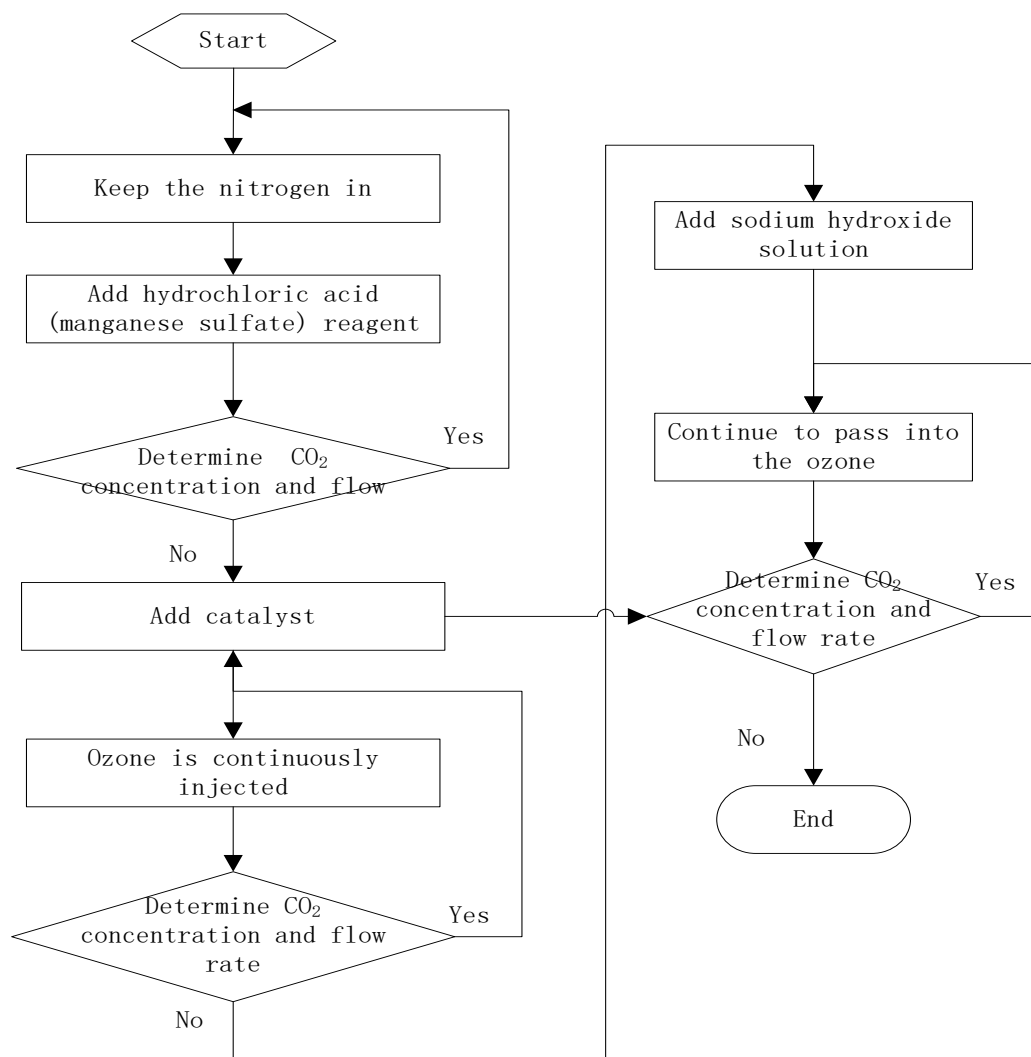 Start
Keep the nitrogen in
Add hydrochloric acid
(manganese sulfate) reagent
Determine  CO₂
concentration and flow
Yes
No
Add catalyst
Ozone is continuously
injected
Determine CO₂
concentration and flow
rate
Yes
No
Add sodium hydroxide
solution
Continue to pass into
the ozone
Determine CO₂
concentration and
flow rate
Yes
No
End